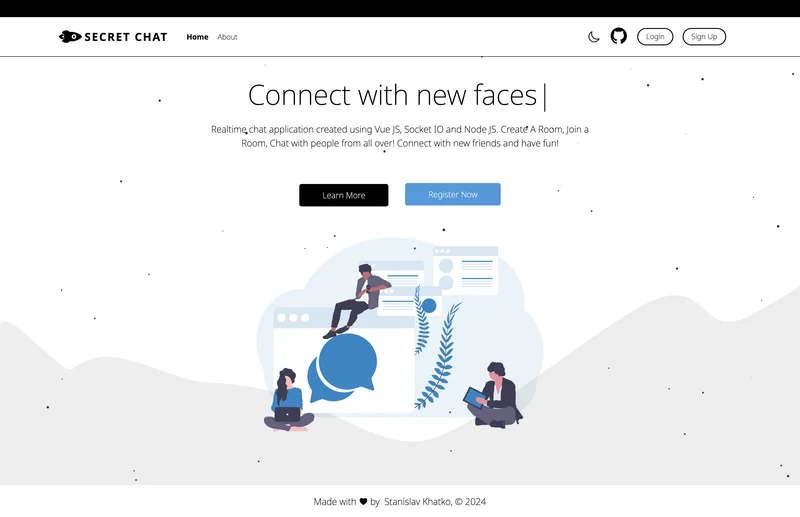 SECRET CHAT
Home
About
Login
Sign Up
Connect with new faces|
Realtime chat application created using Vue JS, Socket IO and Node JS. Create A Room, Join a
Room, Chat with people from all over! Connect with new friends and have fun!
Learn More
Register Now
Made with ♥ by Stanislav Khatko, © 2024